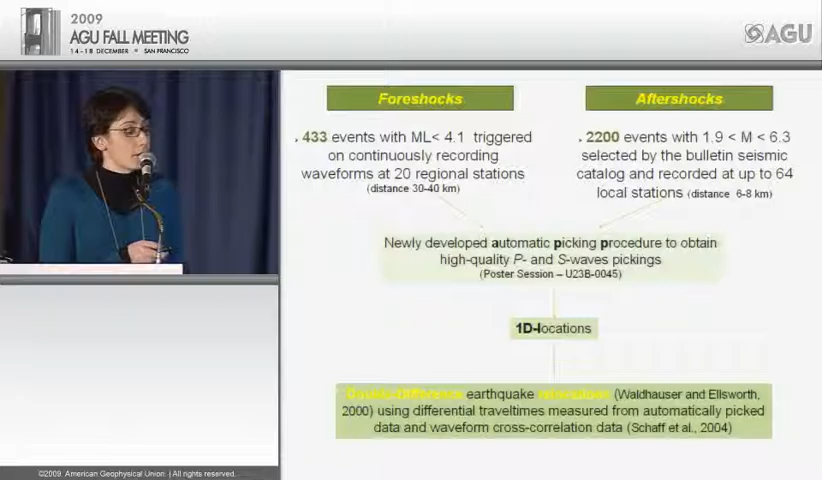 2009
AGU FALL MEETING
14 - 18 DECEMBER • SAN FRANCISCO
AGU
Foreshocks
Aftershocks
. 433 events with ML< 4.1 triggered
on continuously recording
waveforms at 20 regional stations
(distance 30-40 km)
. 2200 events with 1.9 < M < 6.3
selected by the bulletin seismic
catalog and recorded at up to 64
local stations (distance 6-8 km)
Newly developed automatic picking procedure to obtain
high-quality P- and S-waves pickings
(Poster Session – U23B-0045)
1D-locations
Double-difference earthquake relocations (Waldhauser and Ellsworth,
2000) using differential traveltimes measured from automatically picked
data and waveform cross-correlation data (Schaff et al., 2004)
©2009. American Geophysical Union. | All rights reserved.